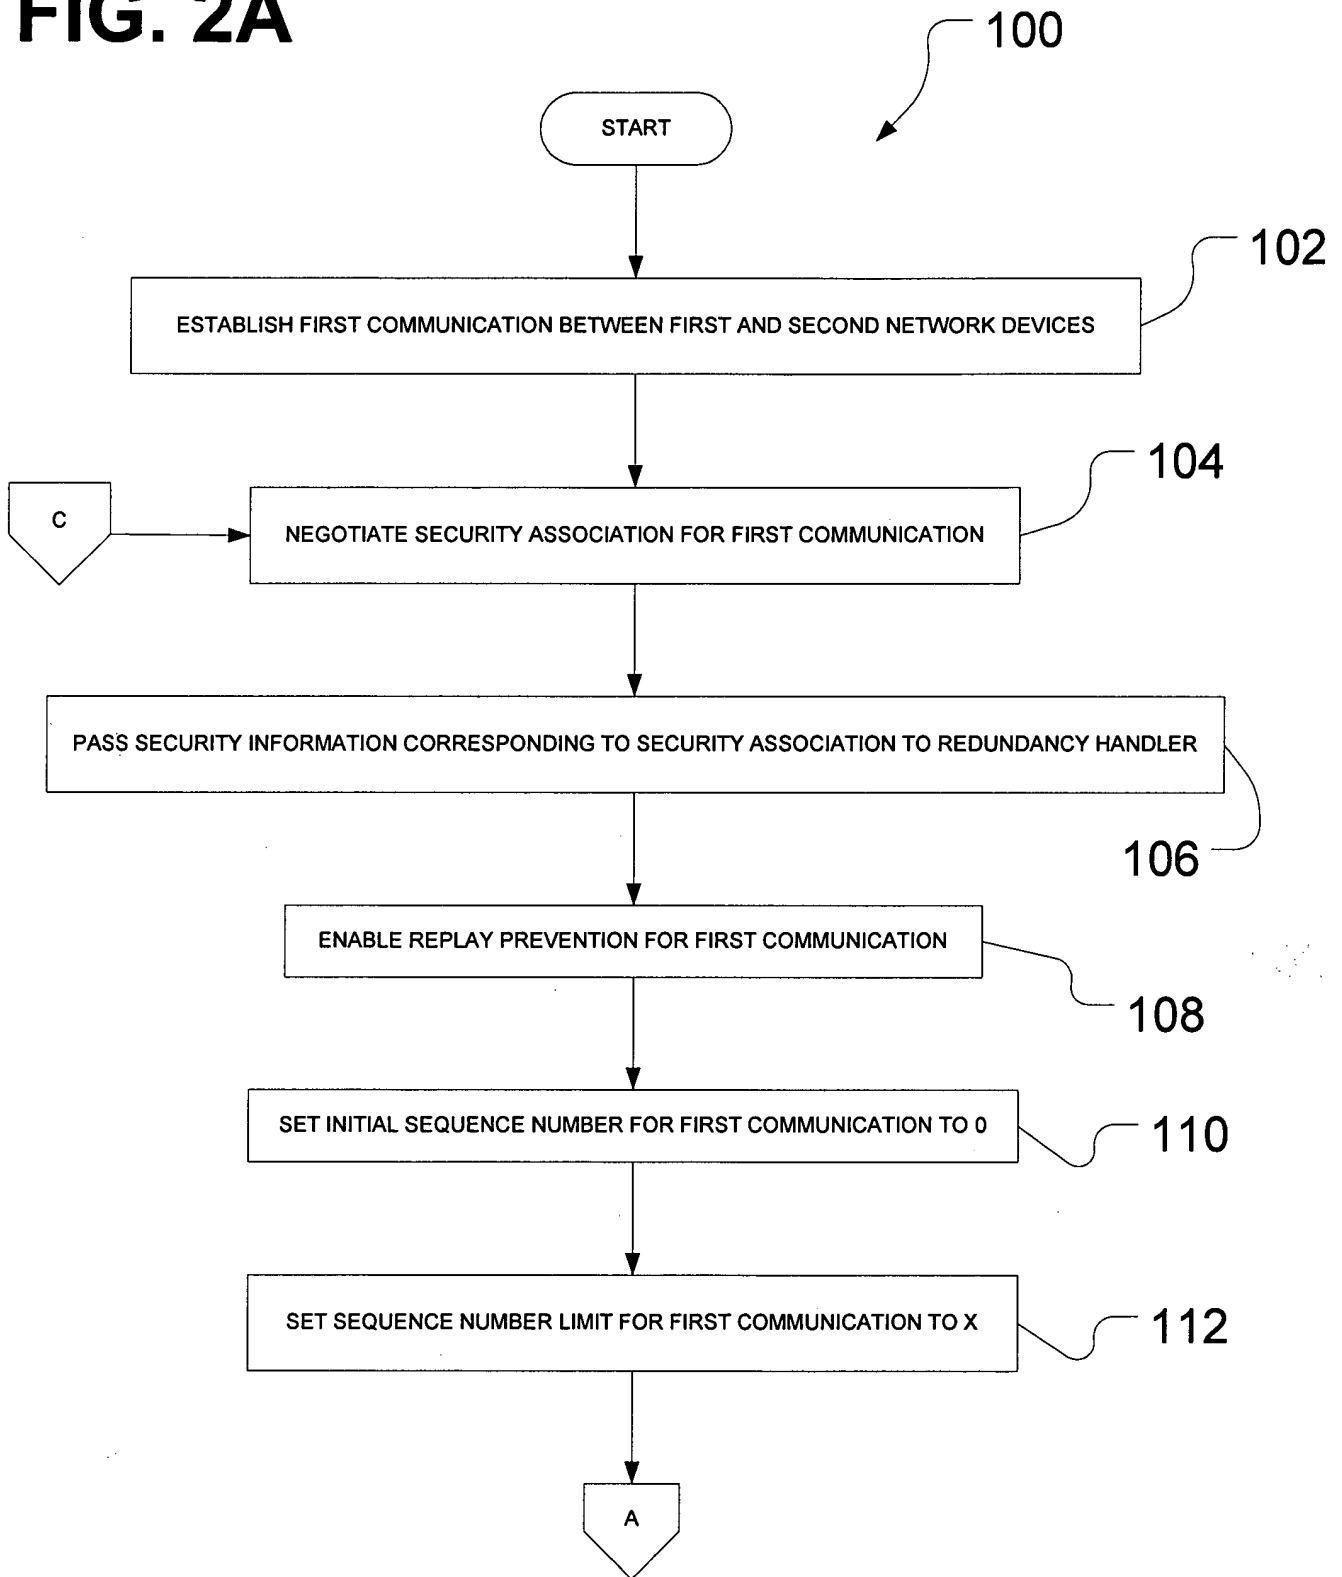 FIG. 2A
100
START
102
ESTABLISH FIRST COMMUNICATION BETWEEN FIRST AND SECOND NETWORK DEVICES
104
C
NEGOTIATE SECURITY ASSOCIATION FOR FIRST COMMUNICATION
PASS SECURITY INFORMATION CORRESPONDING TO SECURITY ASSOCIATION TO REDUNDANCY HANDLER
106
ENABLE REPLAY PREVENTION FOR FIRST COMMUNICATION
108
SET INITIAL SEQUENCE NUMBER FOR FIRST COMMUNICATION TO 0
110
SET SEQUENCE NUMBER LIMIT FOR FIRST COMMUNICATION TO X
112
A